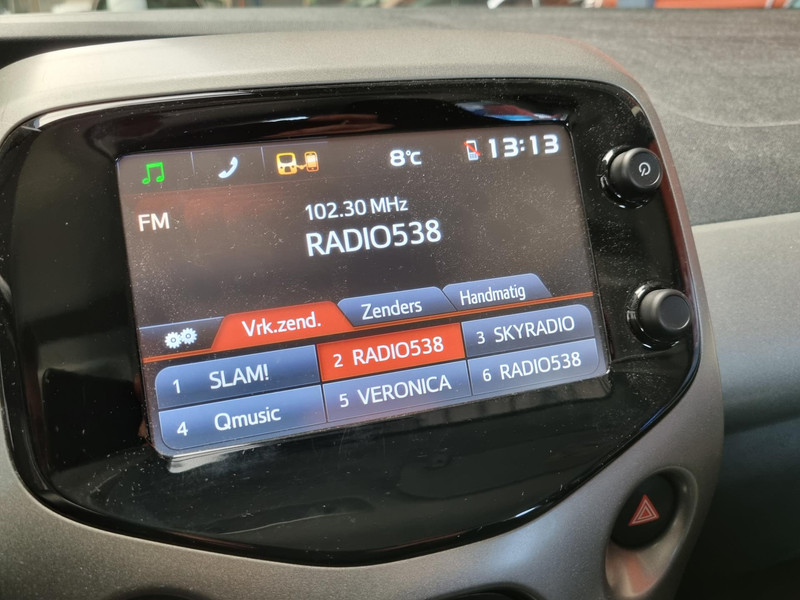 8°C 13:13
FM
102.30 MHz
RADIO538
Vrk.zend. Zenders Handmatig
1 SLAM! 2 RADIO538 3 SKYRADIO
4 Qmusic 5 VERONICA 6 RADIO538